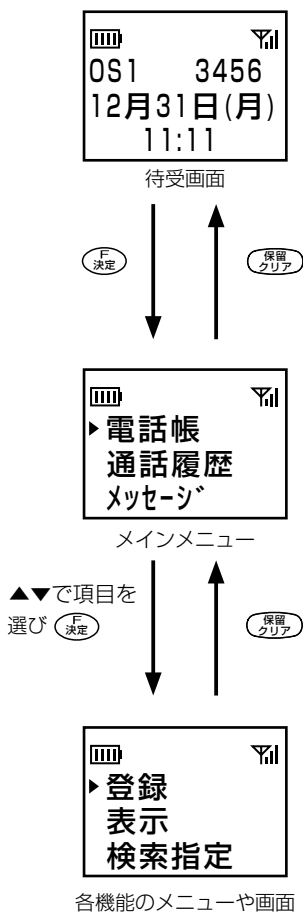 OS1 3456
12月31日(月)
11:11
待受画面
F
決定
保留
クリア
▶電話帳
通話履歴
メッセージ
メインメニュー
▲▼で項目を
選び F
決定
保留
クリア
▶登録
表示
検索指定
各機能のメニューや画面